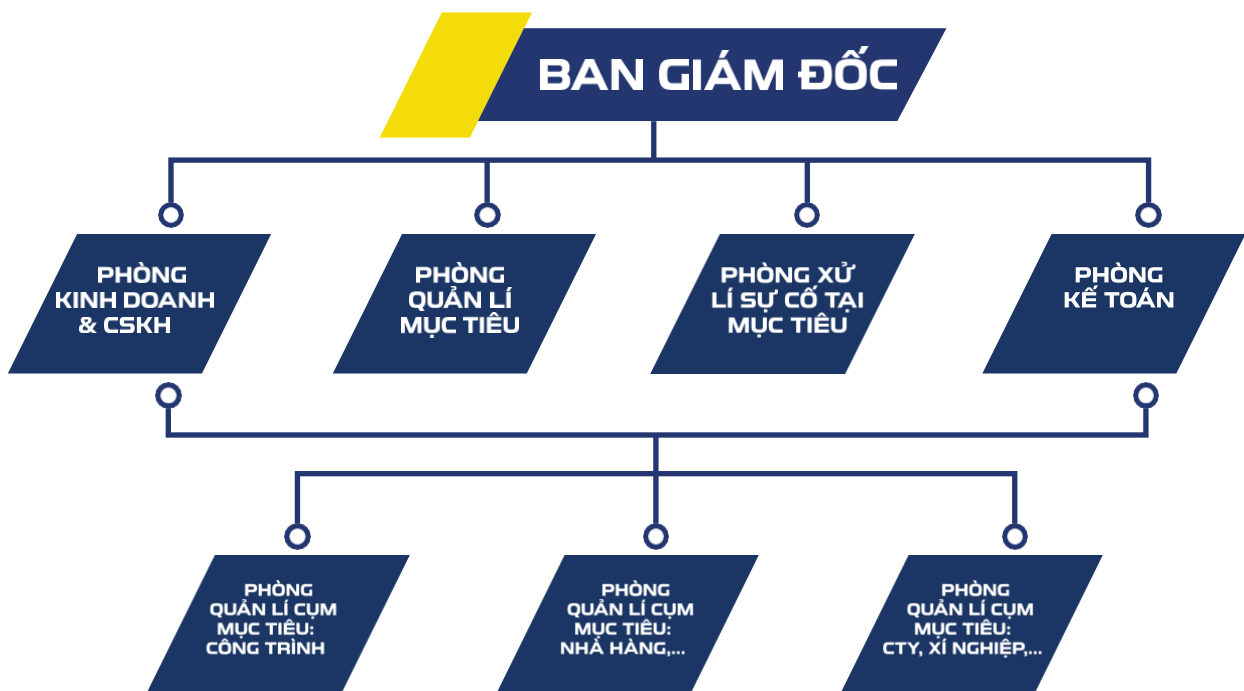 BAN GIÁM ĐỐC
PHÒNG
KINH DOANH
& CSKH
PHÒNG
QUẢN LÍ
MỤC TIÊU
PHÒNG XỬ
LÍ SỰ CỐ TẠI
MỤC TIÊU
PHÒNG
KẾ TOÁN
PHÒNG
QUẢN LÍ CỤM
MỤC TIÊU:
CÔNG TRÌNH
PHÒNG
QUẢN LÍ CỤM
MỤC TIÊU:
NHÀ HÀNG,...
PHÒNG
QUẢN LÍ CỤM
MỤC TIÊU:
CTY, XÍ NGHIỆP,...